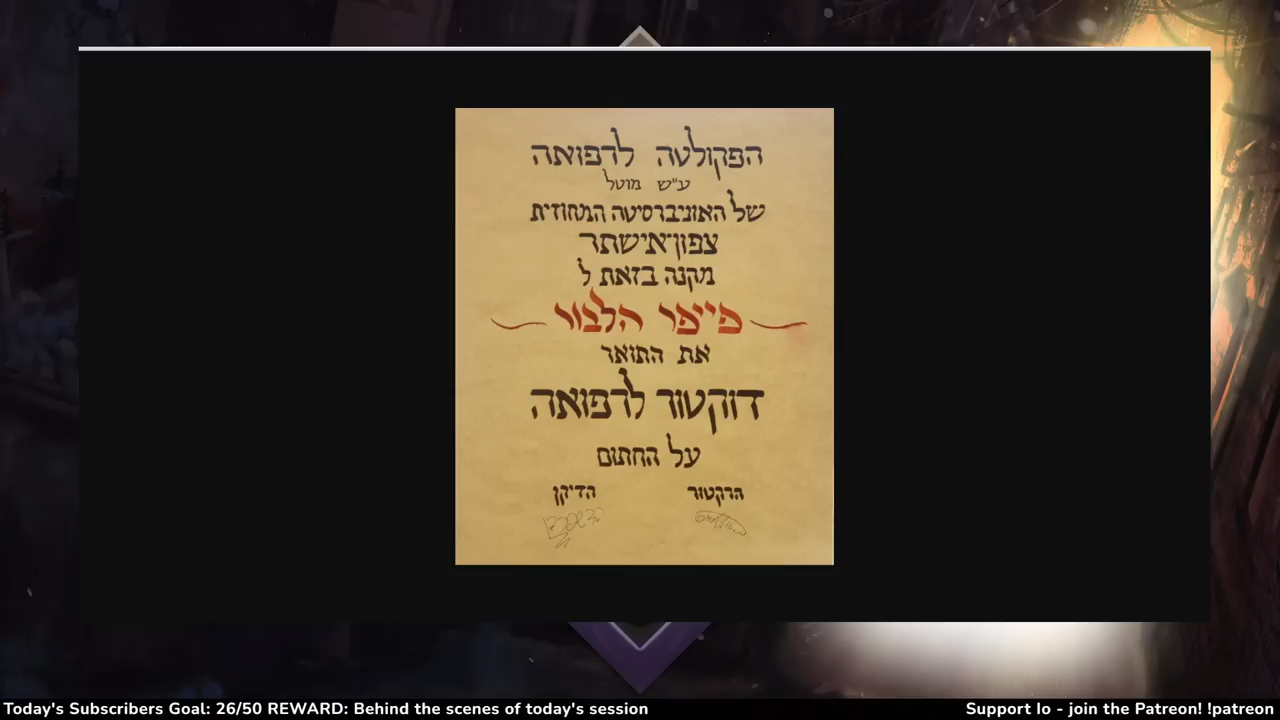 הפקולטה לרפואה
ע"ש מוטל
של האוניברסיטה המחוזית
צפון־אישתר
מקנה בזאת ל
פייפר הלבור
את התואר
דוקטור לרפואה
על החתום
הרקטור הדיקן
Today's Subscribers Goal: 26/50 REWARD: Behind the scenes of today's session
Support Io - join the Patreon! !patreon